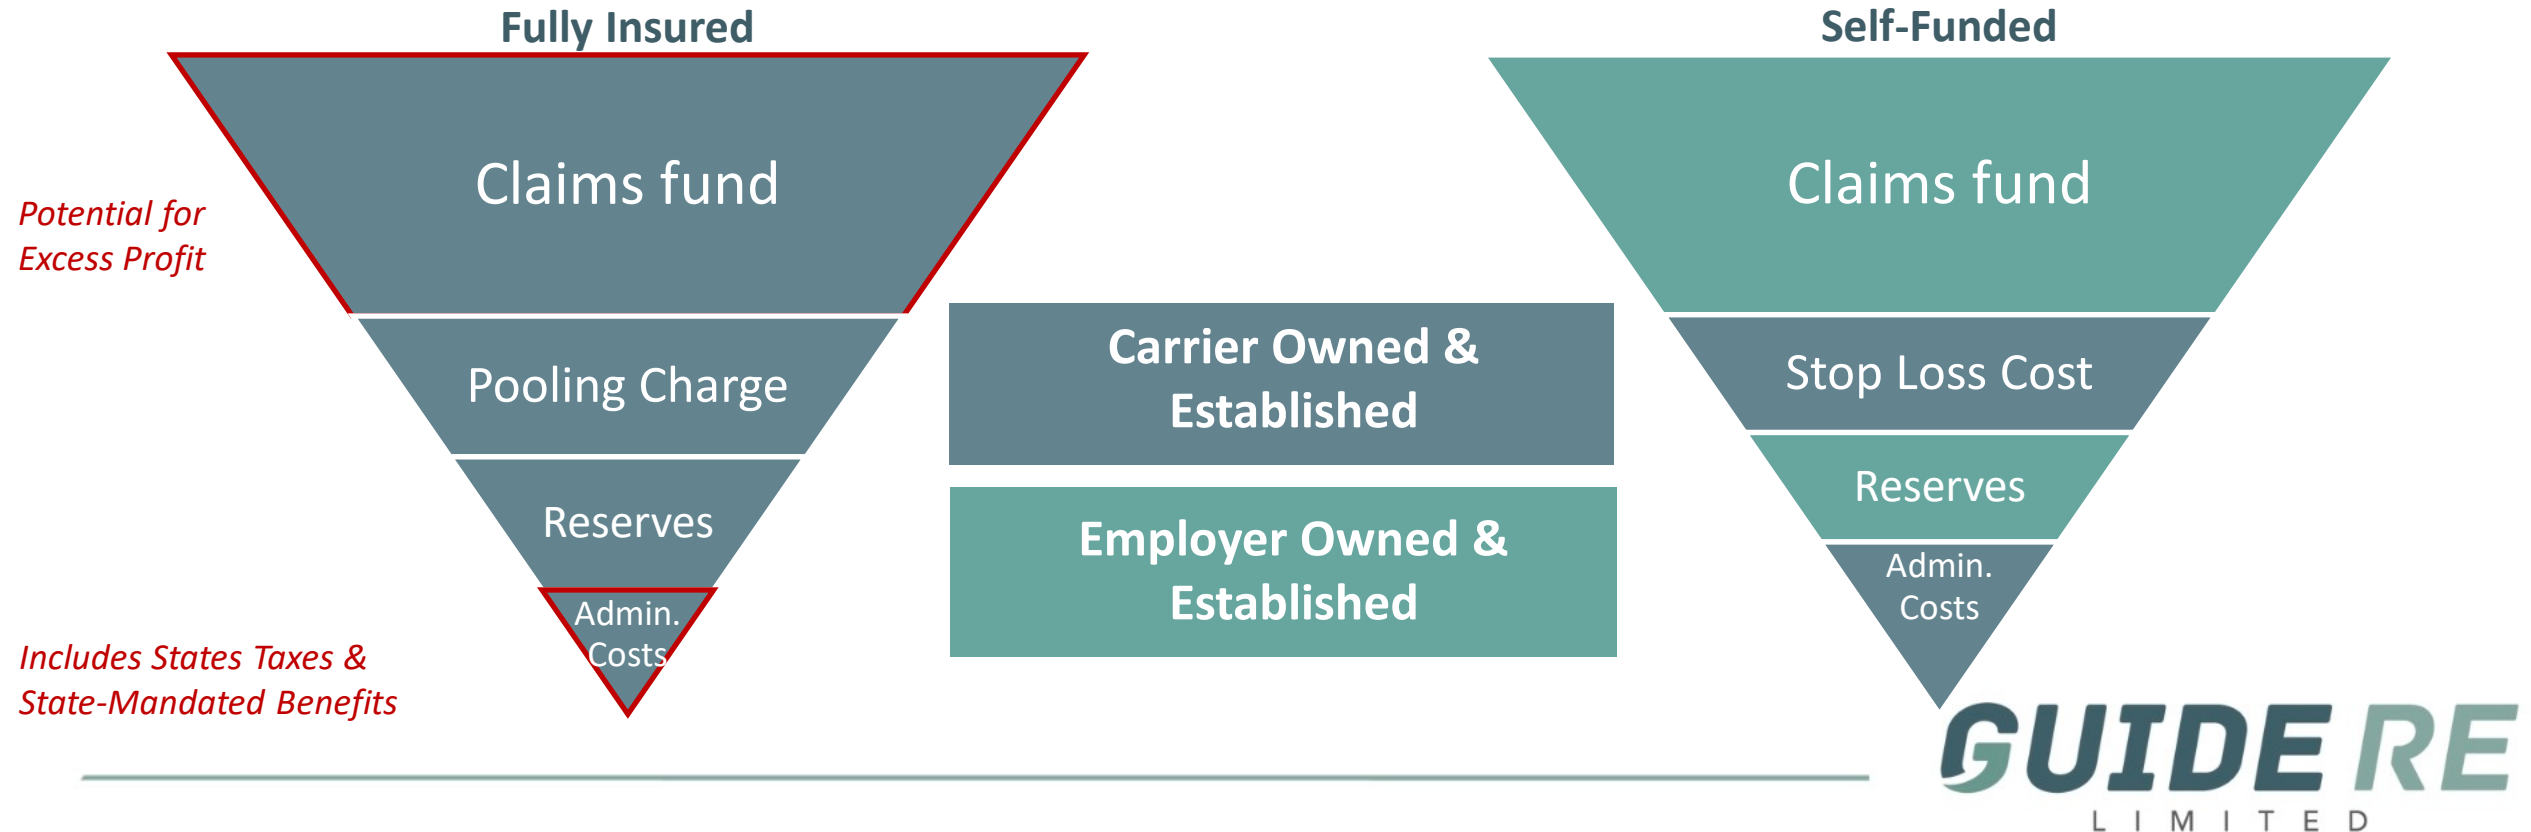 Fully Insured
Self-Funded
Claims fund
Claims fund
Potential for
Excess Profit
Carrier Owned &
Established
Pooling Charge
Stop Loss Cost
Reserves
Reserves
Employer Owned &
Established
Admin.
Costs
Admin.
Costs
Includes States Taxes &
State-Mandated Benefits
GUIDE RE
LIMITED